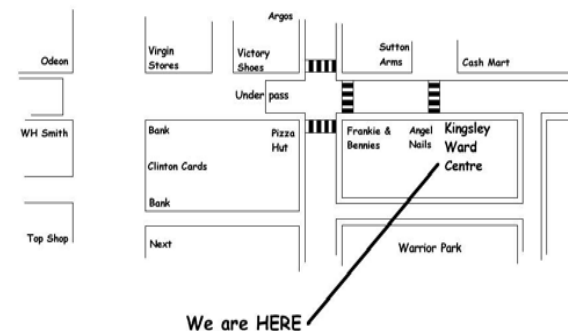 Argos
Odeon
Virgin
Stores
Victory
Shoes
Sutton
Arms
Cash Mart
Under pass
WH Smith
Bank
Pizza
Hut
Frankie &
Bennies
Angel
Nails
Kingsley
Ward
Centre
Clinton Cards
Bank
Top Shop
Next
Warrior Park
We are HERE